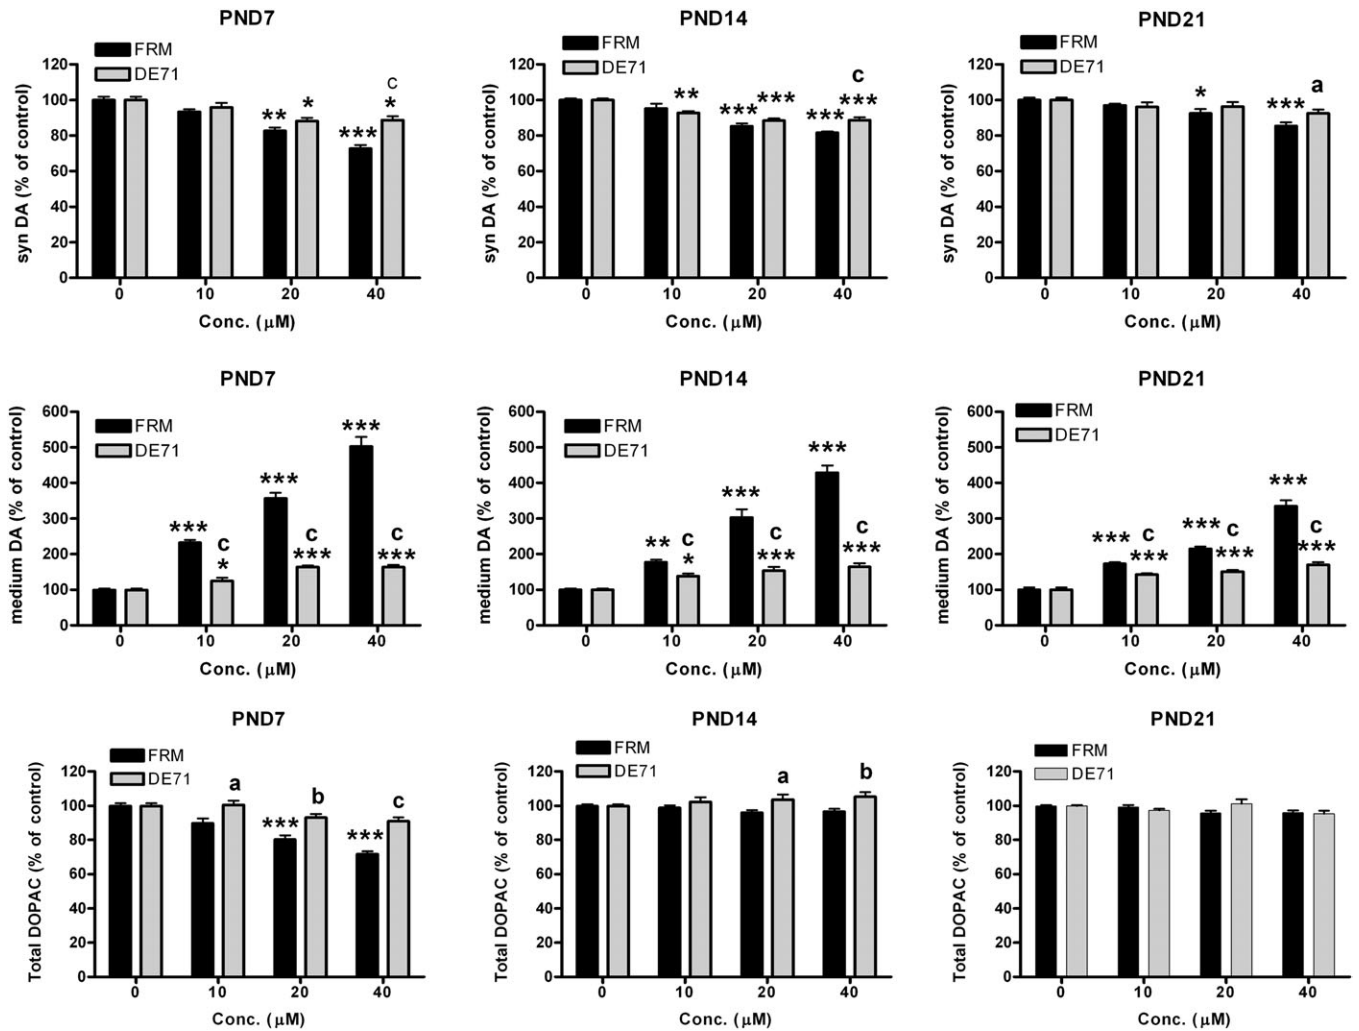 PND7
FRM
DE71
syn DA (% of control)
120
100
80
60
40
20
0
**
*
***
c
*
0 10 20 40
Conc. (μM)
PND14
FRM
DE71
syn DA (% of control)
120
100
80
60
40
20
0
**
***
***
***
c
***
0 10 20 40
Conc. (μM)
PND21
FRM
DE71
syn DA (% of control)
120
100
80
60
40
20
0
*
***
a
0 10 20 40
Conc. (μM)
PND7
FRM
DE71
medium DA (% of control)
600
500
400
300
200
100
0
***
c
*
***
c
***
***
c
***
0 10 20 40
Conc. (μM)
PND14
FRM
DE71
medium DA (% of control)
600
500
400
300
200
100
0
**
c
*
***
c
***
***
c
***
0 10 20 40
Conc. (μM)
PND21
FRM
DE71
medium DA (% of control)
600
500
400
300
200
100
0
***
c
***
***
c
***
***
c
***
0 10 20 40
Conc. (μM)
PND7
FRM
DE71
Total DOPAC (% of control)
120
100
80
60
40
20
0
a
***
b
***
c
0 10 20 40
Conc. (μM)
PND14
FRM
DE71
Total DOPAC (% of control)
120
100
80
60
40
20
0
a
b
0 10 20 40
Conc. (μM)
PND21
FRM
DE71
Total DOPAC (% of control)
120
100
80
60
40
20
0
0 10 20 40
Conc. (μM)